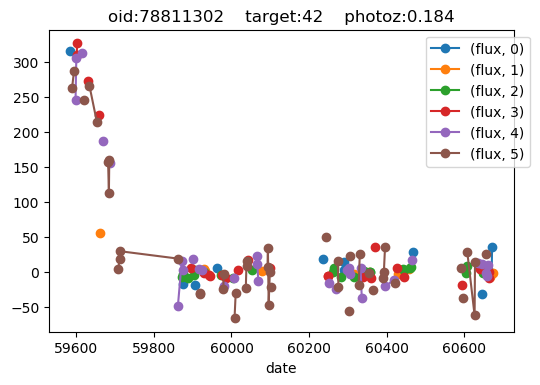 oid:78811302 target:42 photoz:0.184
300
250
200
150
100
50
0
−50
59600
59800
60000
60200
60400
60600
date
(flux, 0)
(flux, 1)
(flux, 2)
(flux, 3)
(flux, 4)
(flux, 5)